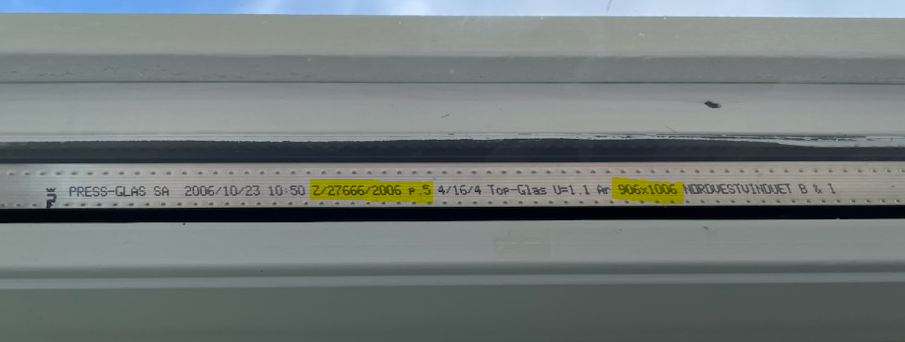 PRESS-GLAS SA 2006/10/23 10:50 Z/27666/2006 p.5 4/16/4 Top-Glas U=1.1 Ar 906x1006 NORDVESTVINDUET B & I